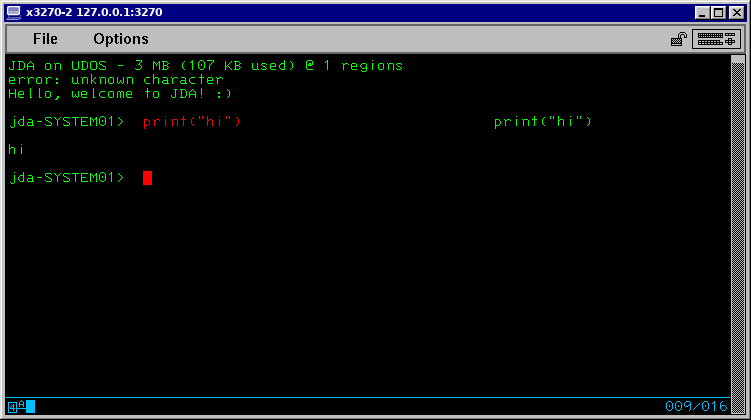 x3270-2 127.0.0.1:3270
File Options
JDA on UDOS - 3 MB (107 KB used) @ 1 regions
error: unknown character
Hello, welcome to JDA! :)
jda-SYSTEM01> print("hi") print("hi")
hi
jda-SYSTEM01>
4A 009/016